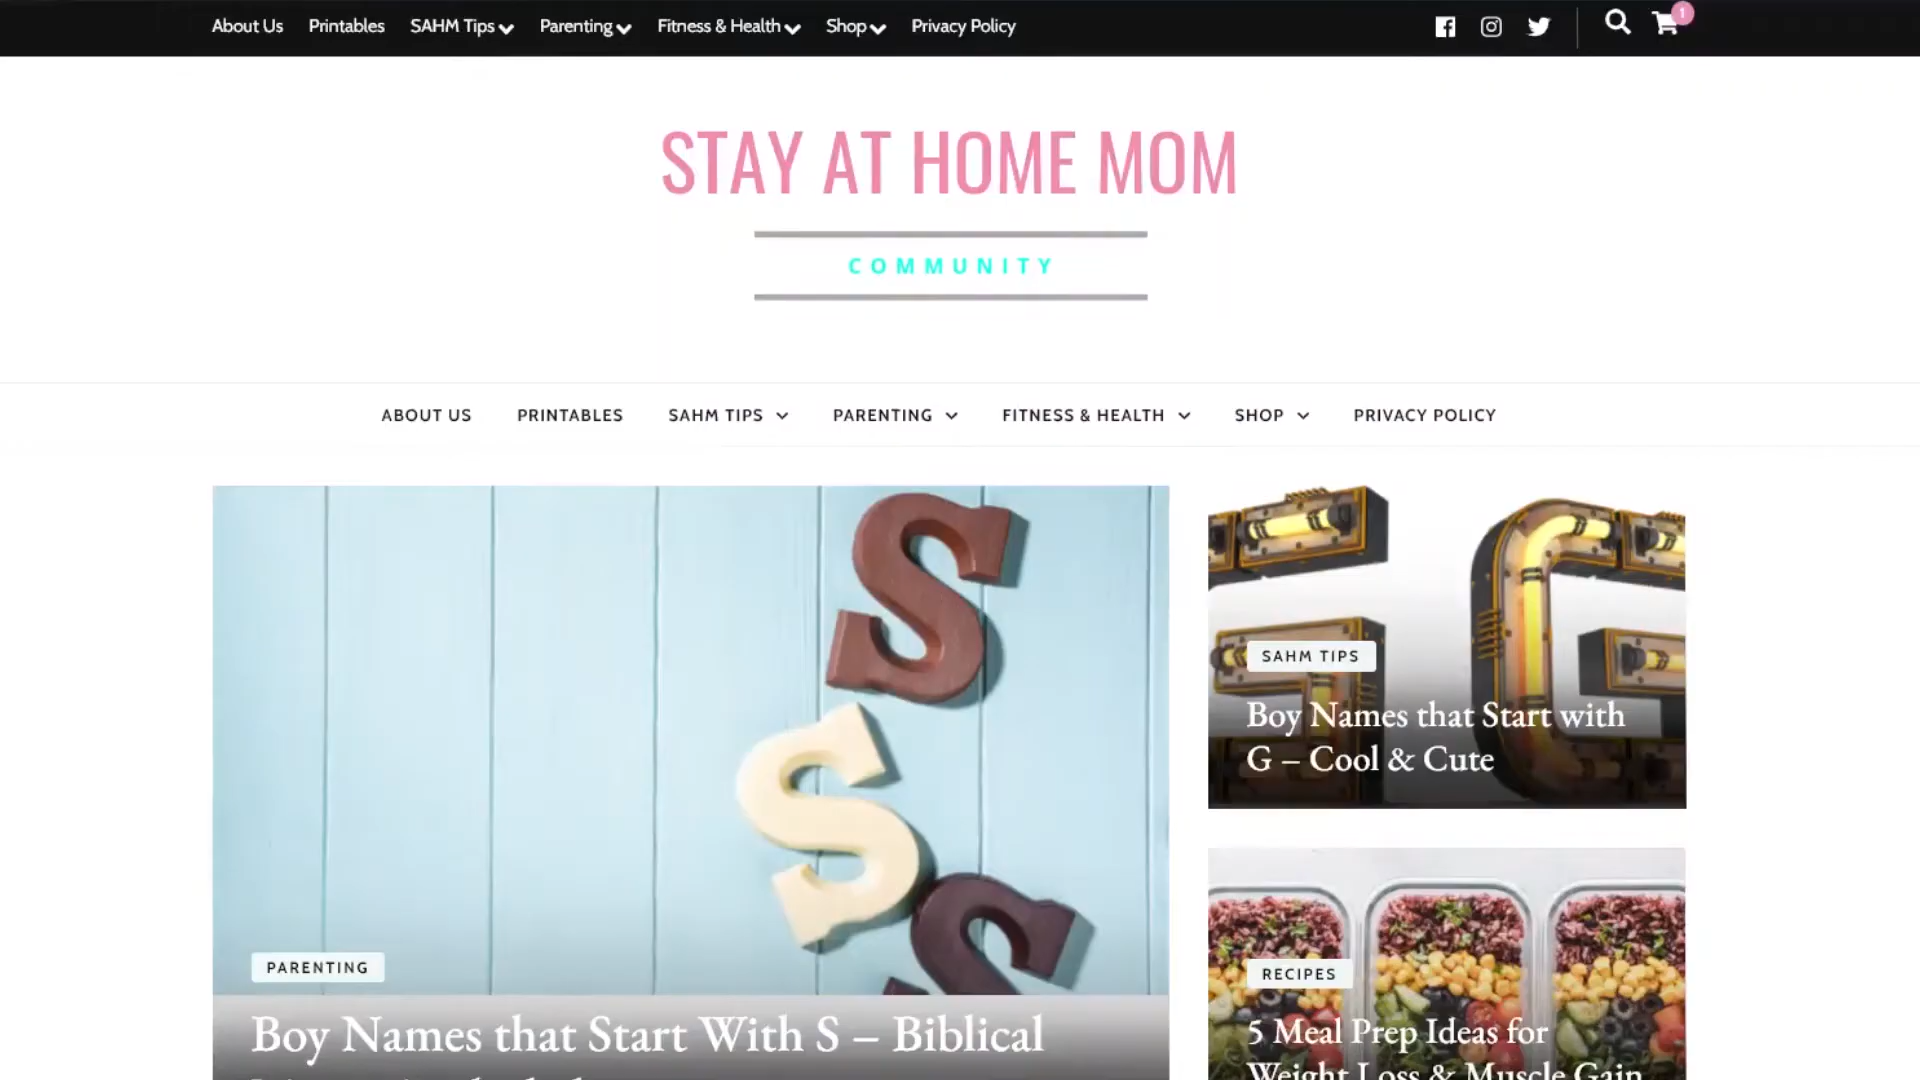 About Us Printables SAHM Tips Parenting Fitness & Health Shop Privacy Policy 1
STAY AT HOME MOM
COMMUNITY
ABOUT US PRINTABLES SAHM TIPS PARENTING FITNESS & HEALTH SHOP PRIVACY POLICY
S
S
S
PARENTING
Boy Names that Start With S – Biblical
G
SAHM TIPS
Boy Names that Start with
G – Cool & Cute
RECIPES
5 Meal Prep Ideas for
Weight Loss & Muscle Gain